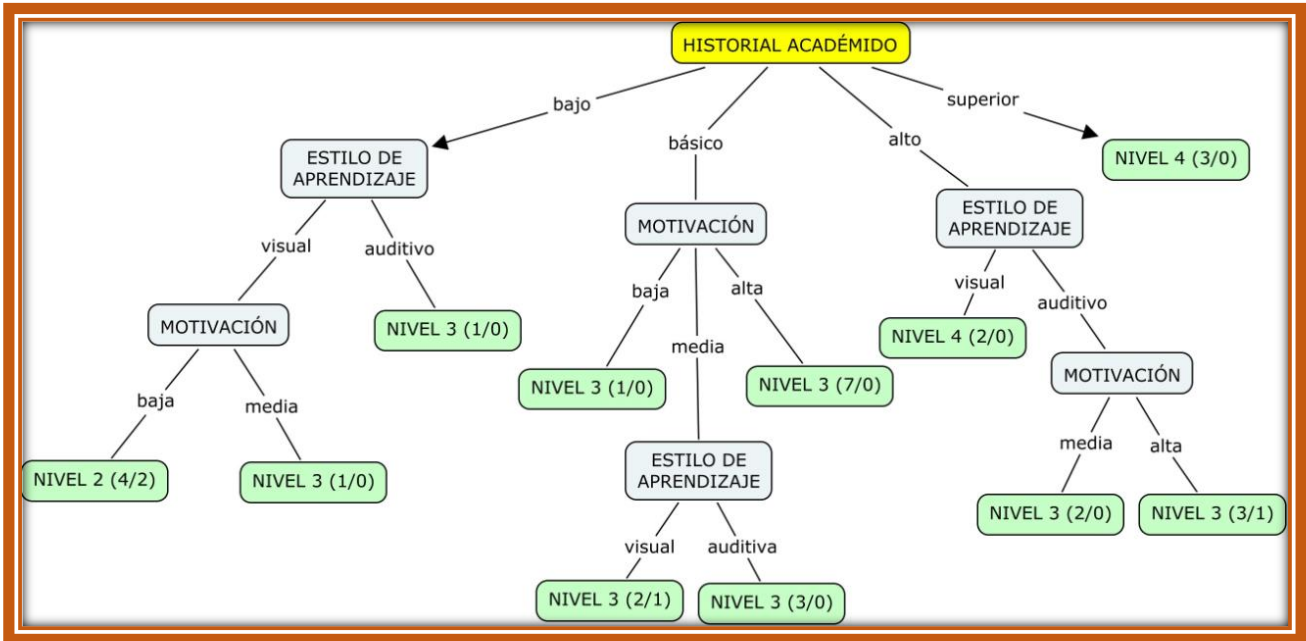 HISTORIAL ACADÉMIDO
bajo
básico
alto
superior
ESTILO DE
APRENDIZAJE
visual
auditivo
MOTIVACIÓN
baja
media
NIVEL 2 (4/2)
NIVEL 3 (1/0)
NIVEL 3 (1/0)
MOTIVACIÓN
baja
media
alta
NIVEL 3 (1/0)
NIVEL 3 (7/0)
ESTILO DE
APRENDIZAJE
visual
auditiva
NIVEL 3 (2/1)
NIVEL 3 (3/0)
ESTILO DE
APRENDIZAJE
visual
auditivo
NIVEL 4 (2/0)
MOTIVACIÓN
media
alta
NIVEL 3 (2/0)
NIVEL 3 (3/1)
NIVEL 4 (3/0)